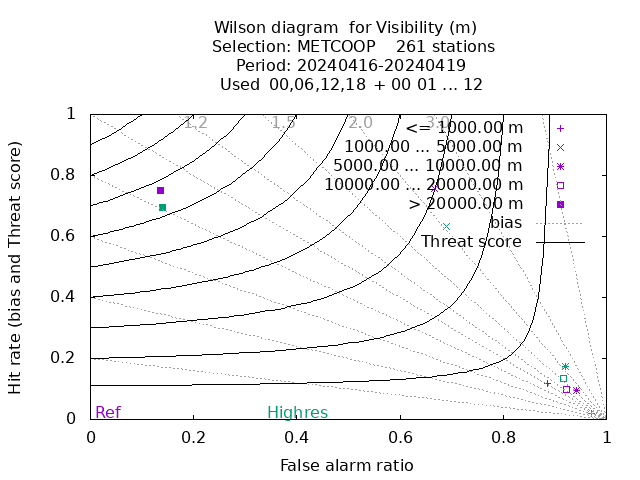 Wilson diagram  for Visibility (m)
Selection: METCOOP    261 stations
Period: 20240416-20240419
Used  00,06,12,18 + 00 01 ... 12
Hit rate (bias and Threat score)
1
0.8
0.6
0.4
0.2
0
1.2
1.5
2.0
3.0
<= 1000.00 m
1000.00 ... 5000.00 m
5000.00 ... 10000.00 m
10000.00 ... 20000.00 m
> 20000.00 m
bias
Threat score
Ref
Highres
0
0.2
0.4
0.6
0.8
1
False alarm ratio